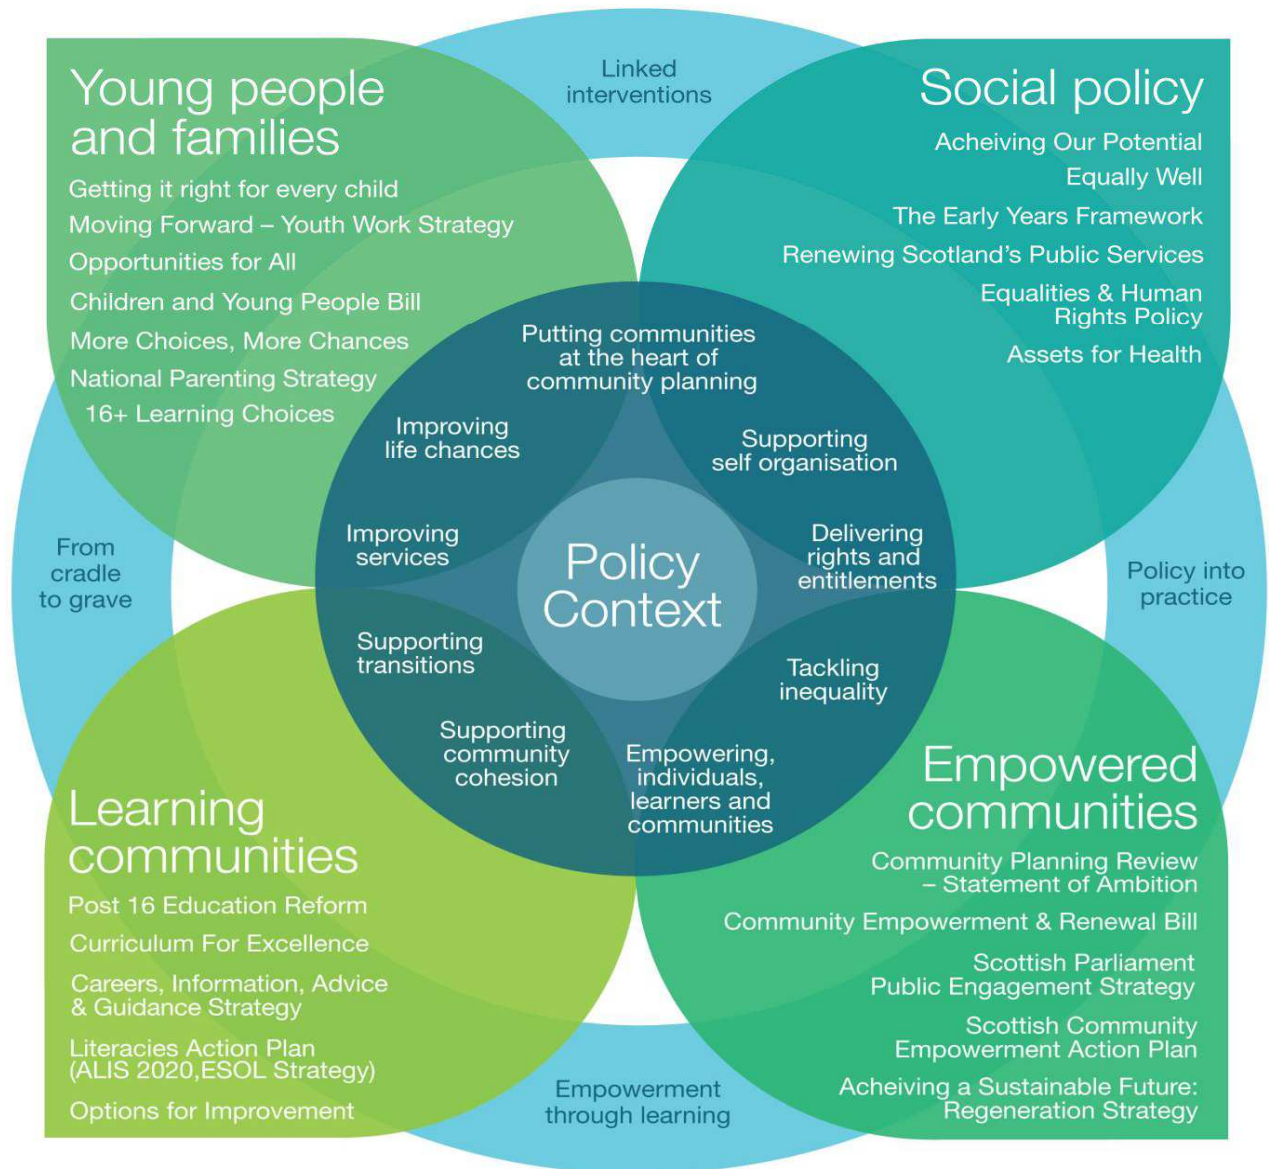 Linked
interventions
Young people
and families
Getting it right for every child
Moving Forward – Youth Work Strategy
Opportunities for All
Children and Young People Bill
More Choices, More Chances
National Parenting Strategy
16+ Learning Choices
Social policy
Acheiving Our Potential
Equally Well
The Early Years Framework
Renewing Scotland’s Public Services
Equalities & Human
Rights Policy
Assets for Health
Putting communities
at the heart of
community planning
Improving
life chances
Supporting
self organisation
Improving
services
Delivering
rights and
entitlements
Policy
Context
From
cradle
to grave
Policy into
practice
Supporting
transitions
Tackling
inequality
Supporting
community
cohesion
Empowering,
individuals,
learners and
communities
Learning
communities
Post 16 Education Reform
Curriculum For Excellence
Careers, Information, Advice
& Guidance Strategy
Literacies Action Plan
(ALIS 2020,ESOL Strategy)
Options for Improvement
Empowered
communities
Community Planning Review
– Statement of Ambition
Community Empowerment & Renewal Bill
Scottish Parliament
Public Engagement Strategy
Scottish Community
Empowerment Action Plan
Acheiving a Sustainable Future:
Regeneration Strategy
Empowerment
through learning